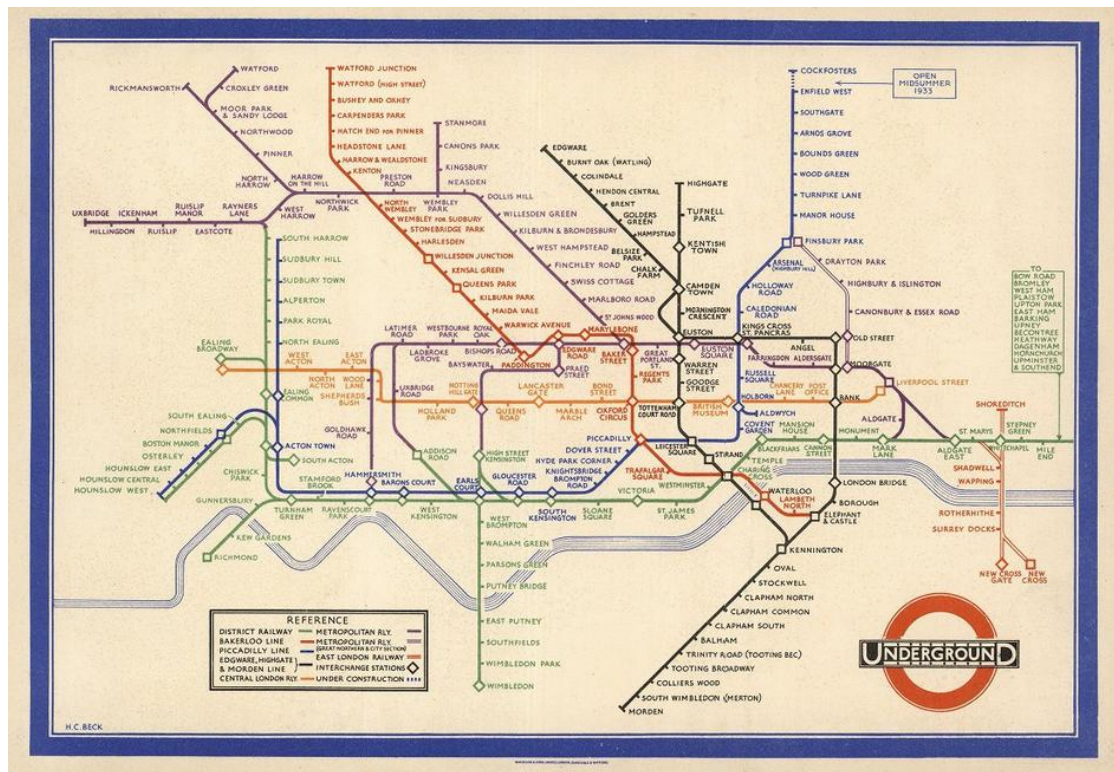 WATFORD
CROXLEY GREEN
RICKMANSWORTH
MOOR PARK
& SANDY LODGE
NORTHWOOD
PINNER
NORTH
HARROW
HARROW
ON THE HILL
NORTHWICK
PARK
PRESTON
ROAD
WEMBLEY
PARK
NEASDEN
STANMORE
CANONS PARK
KINGSBURY
DOLLIS HILL
WILLESDEN GREEN
KILBURN & BRONDESBURY
WEST HAMPSTEAD
FINCHLEY ROAD
SWISS COTTAGE
MARLBORO ROAD
ST JOHNS WOOD
UXBRIDGE
ICKENHAM
RUISLIP
MANOR
RAYNERS
LANE
WEST
HARROW
HILLINGDON
RUISLIP
EASTCOTE
WATFORD JUNCTION
WATFORD (HIGH STREET)
BUSHEY AND OXHEY
CARPENDERS PARK
HATCH END FOR PINNER
HEADSTONE LANE
HARROW & WEALDSTONE
KENTON
NORTH
WEMBLEY
WEMBLEY FOR SUDBURY
STONEBRIDGE PARK
HARLESDEN
WILLESDEN JUNCTION
KENSAL GREEN
QUEENS PARK
KILBURN PARK
MAIDA VALE
WARWICK AVENUE
MARYLEBONE
EDGWARE
BURNT OAK (WATLING)
COLINDALE
HENDON CENTRAL
BRENT
GOLDERS
GREEN
HAMPSTEAD
BELSIZE
PARK
CHALK
FARM
HIGHGATE
TUFNELL
PARK
KENTISH
TOWN
CAMDEN
TOWN
MORNINGTON
CRESCENT
EUSTON
COCKFOSTERS
OPEN
MIDSUMMER
1933
ENFIELD WEST
SOUTHGATE
ARNOS GROVE
BOUNDS GREEN
WOOD GREEN
TURNPIKE LANE
MANOR HOUSE
FINSBURY PARK
ARSENAL
(HIGHBURY HILL)
DRAYTON PARK
HOLLOWAY
ROAD
HIGHBURY & ISLINGTON
CALEDONIAN
ROAD
CANONBURY & ESSEX ROAD
KINGS CROSS
ST. PANCRAS
ANGEL
OLD STREET
TO
BOW ROAD
BROMLEY
WEST HAM
PLAISTOW
UPTON PARK
EAST HAM
BARKING
UPNEY
BECONTREE
HEATHWAY
DAGENHAM
HORNCHURCH
UPMINSTER
& SOUTHEND
SOUTH HARROW
SUDBURY HILL
SUDBURY TOWN
ALPERTON
PARK ROYAL
NORTH EALING
EALING
BROADWAY
WEST
ACTON
EAST
ACTON
NORTH
ACTON
WOOD
LANE
SHEPHERDS
BUSH
EALING
COMMON
SOUTH EALING
NORTHFIELDS
BOSTON MANOR
OSTERLEY
HOUNSLOW EAST
HOUNSLOW CENTRAL
HOUNSLOW WEST
ACTON TOWN
SOUTH ACTON
CHISWICK
PARK
GUNNERSBURY
KEW GARDENS
RICHMOND
TURNHAM
GREEN
STAMFORD
BROOK
RAVENSCOURT
PARK
HAMMERSMITH
BARONS COURT
WEST
KENSINGTON
GOLDHAWK
ROAD
LATIMER
ROAD
LADBROKE
GROVE
WESTBOURNE
PARK
ROYAL
OAK
BISHOPS ROAD
PADDINGTON
EDGWARE
ROAD
PRAED
STREET
BAYSWATER
UXBRIDGE
ROAD
ADDISON
ROAD
HOLLAND
PARK
NOTTING
HILL GATE
QUEENS
ROAD
LANCASTER
GATE
MARBLE
ARCH
BOND
STREET
OXFORD
CIRCUS
BAKER
STREET
REGENTS
PARK
GREAT
PORTLAND
ST.
EUSTON
SQUARE
WARREN
STREET
GOODGE
STREET
TOTTENHAM
COURT ROAD
BRITISH
MUSEUM
RUSSELL
SQUARE
HOLBORN
CHANCERY
LANE
POST
OFFICE
FARRINGDON
ALDERSGATE
MOORGATE
LIVERPOOL STREET
BANK
ALDWYCH
COVENT
GARDEN
LEICESTER
SQUARE
STRAND
PICCADILLY
DOVER STREET
HYDE PARK CORNER
KNIGHTSBRIDGE
BROMPTON
ROAD
TRAFALGAR
SQUARE
HIGH STREET
KENSINGTON
EARLS
COURT
GLOUCESTER
ROAD
SOUTH
KENSINGTON
SLOANE
SQUARE
VICTORIA
ST. JAMES
PARK
WESTMINSTER
CHARING
CROSS
TEMPLE
BLACKFRIARS
MANSION
HOUSE
CANNON
STREET
MONUMENT
MARK
LANE
ALDGATE
ALDGATE
EAST
ST MARYS
STEPNEY
GREEN
MILE
END
SHOREDITCH
SHADWELL
WAPPING
ROTHERHITHE
SURREY DOCKS
NEW CROSS
GATE
NEW
CROSS
WATERLOO
LAMBETH
NORTH
LONDON BRIDGE
BOROUGH
ELEPHANT
& CASTLE
KENNINGTON
OVAL
STOCKWELL
CLAPHAM NORTH
CLAPHAM COMMON
CLAPHAM SOUTH
BALHAM
TRINITY ROAD (TOOTING BEC)
TOOTING BROADWAY
COLLIERS WOOD
SOUTH WIMBLEDON (MERTON)
MORDEN
WEST
BROMPTON
WALHAM GREEN
PARSONS GREEN
PUTNEY BRIDGE
EAST PUTNEY
SOUTHFIELDS
WIMBLEDON PARK
WIMBLEDON
REFERENCE
DISTRICT RAILWAY
BAKERLOO LINE
PICCADILLY LINE
EDGWARE, HIGHGATE
& MORDEN LINE
CENTRAL LONDON RLY.
METROPOLITAN RLY.
METROPOLITAN RLY.
(GREAT NORTHERN & CITY SECTION)
EAST LONDON RAILWAY
INTERCHANGE STATIONS
UNDER CONSTRUCTION
UNDERGROUND
H.C. BECK